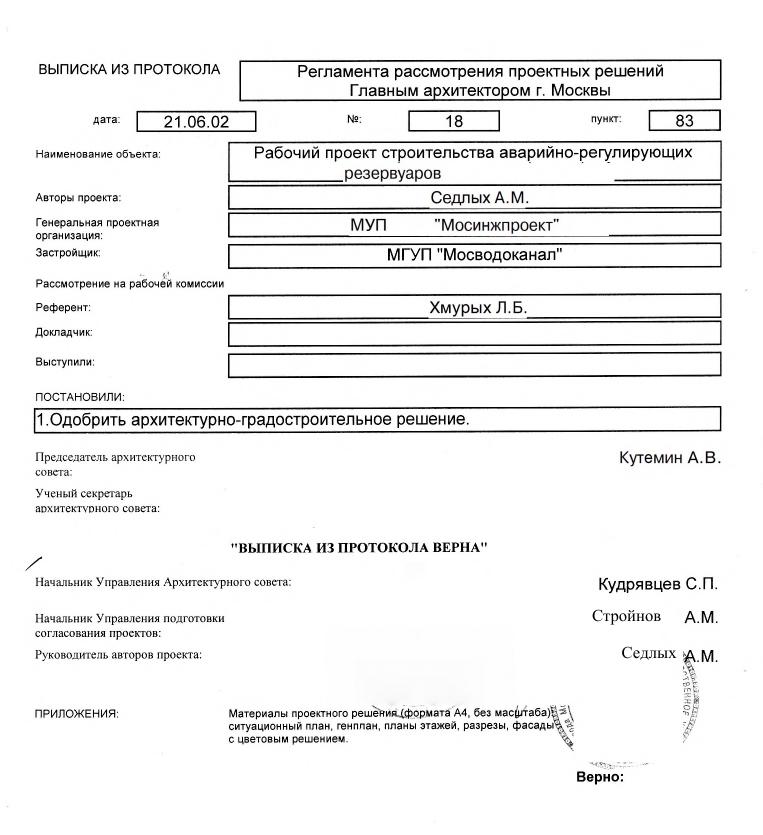 ВЫПИСКА ИЗ ПРОТОКОЛА
Регламента рассмотрения проектных решений
Главным архитектором г. Москвы
дата: 21.06.02 №: 18 пункт: 83
Наименование объекта: Рабочий проект строительства аварийно-регулирующих
резервуаров
Авторы проекта: Седлых А.М.
Генеральная проектная
организация: МУП "Мосинжпроект"
Застройщик: МГУП "Мосводоканал"
Рассмотрение на рабочей комиссии
Референт: Хмурых Л.Б.
Докладчик:
Выступили:
ПОСТАНОВИЛИ:
1.Одобрить архитектурно-градостроительное решение.
Председатель архитектурного
совета: Кутемин А.В.
Ученый секретарь
архитектурного совета:
"ВЫПИСКА ИЗ ПРОТОКОЛА ВЕРНА"
Начальник Управления Архитектурного совета: Кудрявцев С.П.
Начальник Управления подготовки
согласования проектов: Стройнов А.М.
Руководитель авторов проекта: Седлых А.М.
ПРИЛОЖЕНИЯ: Материалы проектного решения (формата А4, без масштаба):
ситуационный план, генплан, планы этажей, разрезы, фасады
с цветовым решением.
Верно: